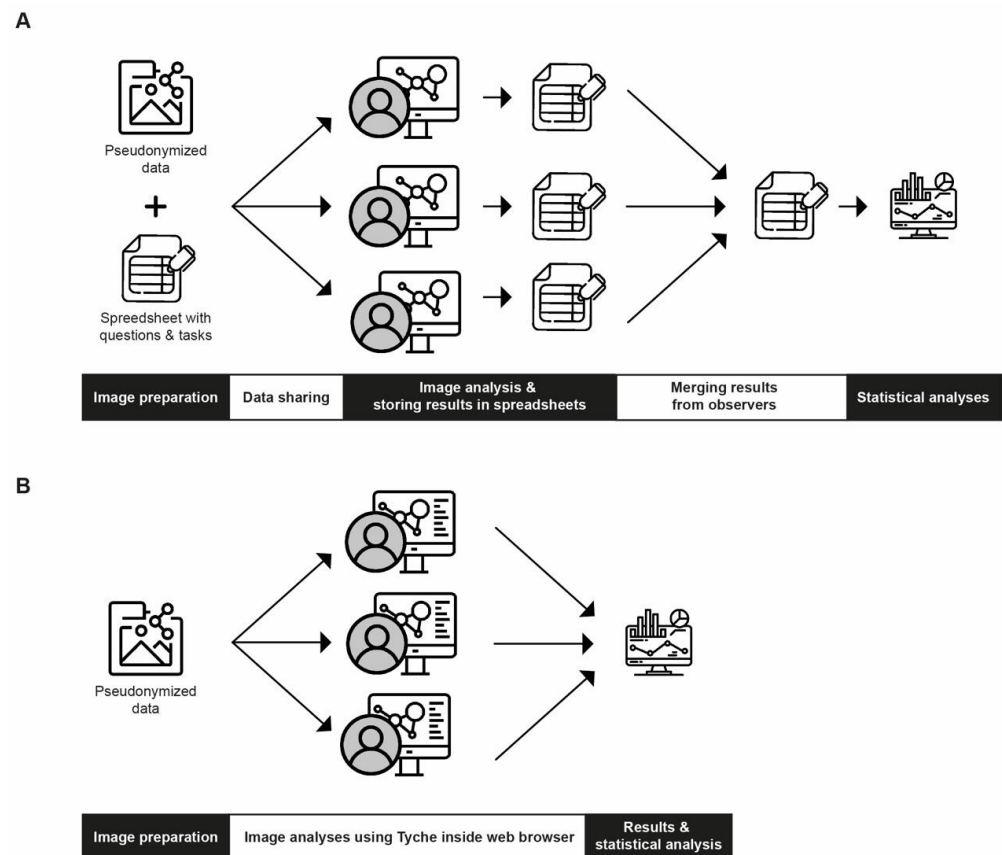 A
Pseudonymized
data
+
Spreedsheet with
questions & tasks
Image preparation
Data sharing
Image analysis &
storing results in spreadsheets
Merging results
from observers
Statistical analyses
B
Pseudonymized
data
Image preparation
Image analyses using Tyche inside web browser
Results &
statistical analysis